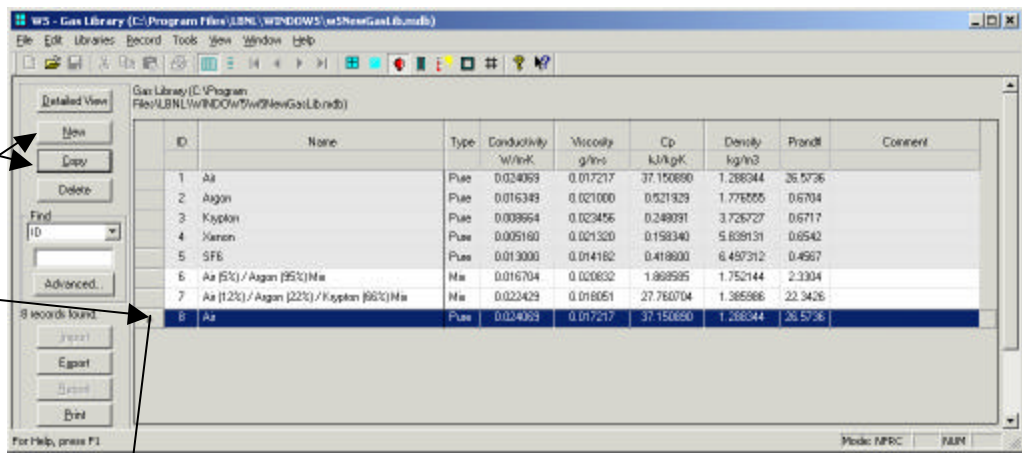 W5 - Gas Library (C:\Program Files\LBNL\WINDOW5\w5NewGasLib.mdb)
File Edit Libraries Record Tools View Window Help
Detailed View
New
Copy
Delete
Find
ID
Advanced...
8 records found.
Import
Export
Report
Print
Gas Library (C:\Program
Files\LBNL\WINDOW5\w5NewGasLib.mdb)
ID Name Type Conductivity Viscosity Cp Density Prandtl Comment
W/m-K g/m-s kJ/kg-K kg/m3
1 Air Pure 0.024069 0.017217 37.150890 1.288344 26.5736
2 Argon Pure 0.016349 0.021000 0.521929 1.776555 0.6704
3 Krypton Pure 0.008664 0.023456 0.248091 3.726727 0.6717
4 Xenon Pure 0.005160 0.021320 0.158340 5.839131 0.6542
5 SF6 Pure 0.013000 0.014182 0.418600 6.497312 0.4567
6 Air (5%) / Argon (95%) Mix Mix 0.016704 0.020832 1.868585 1.752144 2.3304
7 Air (12%) / Argon (22%) / Krypton (66%) Mix Mix 0.022429 0.018051 27.760704 1.385986 22.3426
8 Air Pure 0.024069 0.017217 37.150890 1.288344 26.5736
For Help, press F1
Mode: NFRC NUM